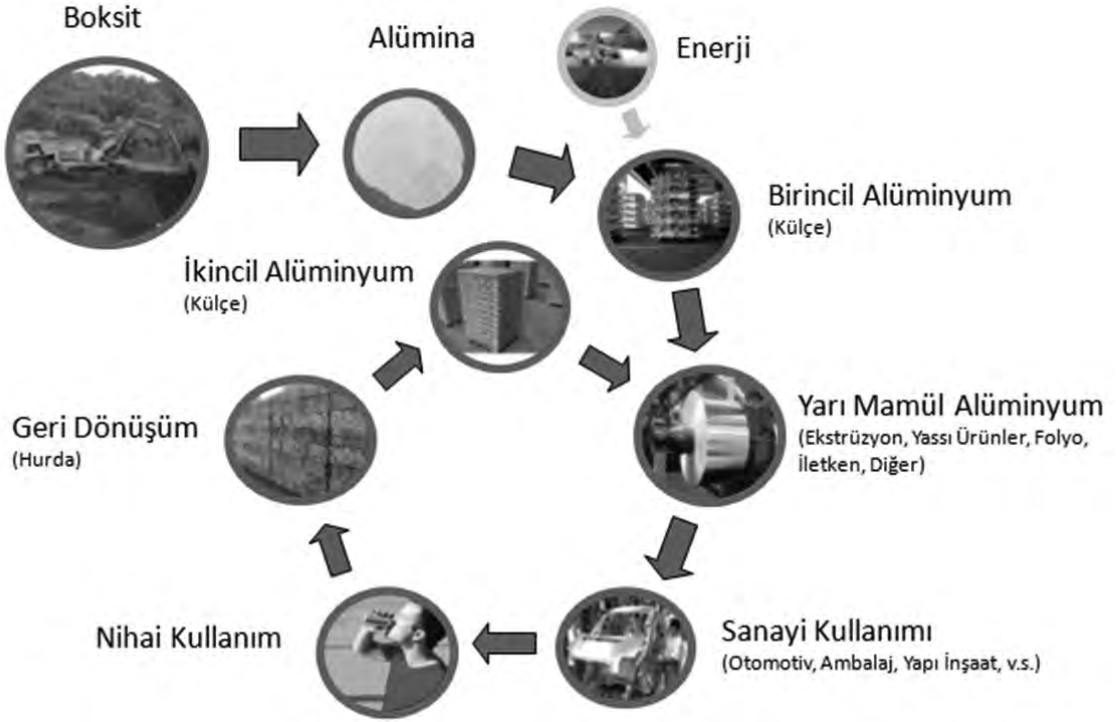 Boksit
Alümina
Enerji
Birincil Alüminyum
(Külçe)
İkincil Alüminyum
(Külçe)
Yarı Mamül Alüminyum
(Ekstrüzyon, Yassı Ürünler, Folyo,
İletken, Diğer)
Geri Dönüşüm
(Hurda)
Nihai Kullanım
Sanayi Kullanımı
(Otomotiv, Ambalaj, Yapı İnşaat, v.s.)